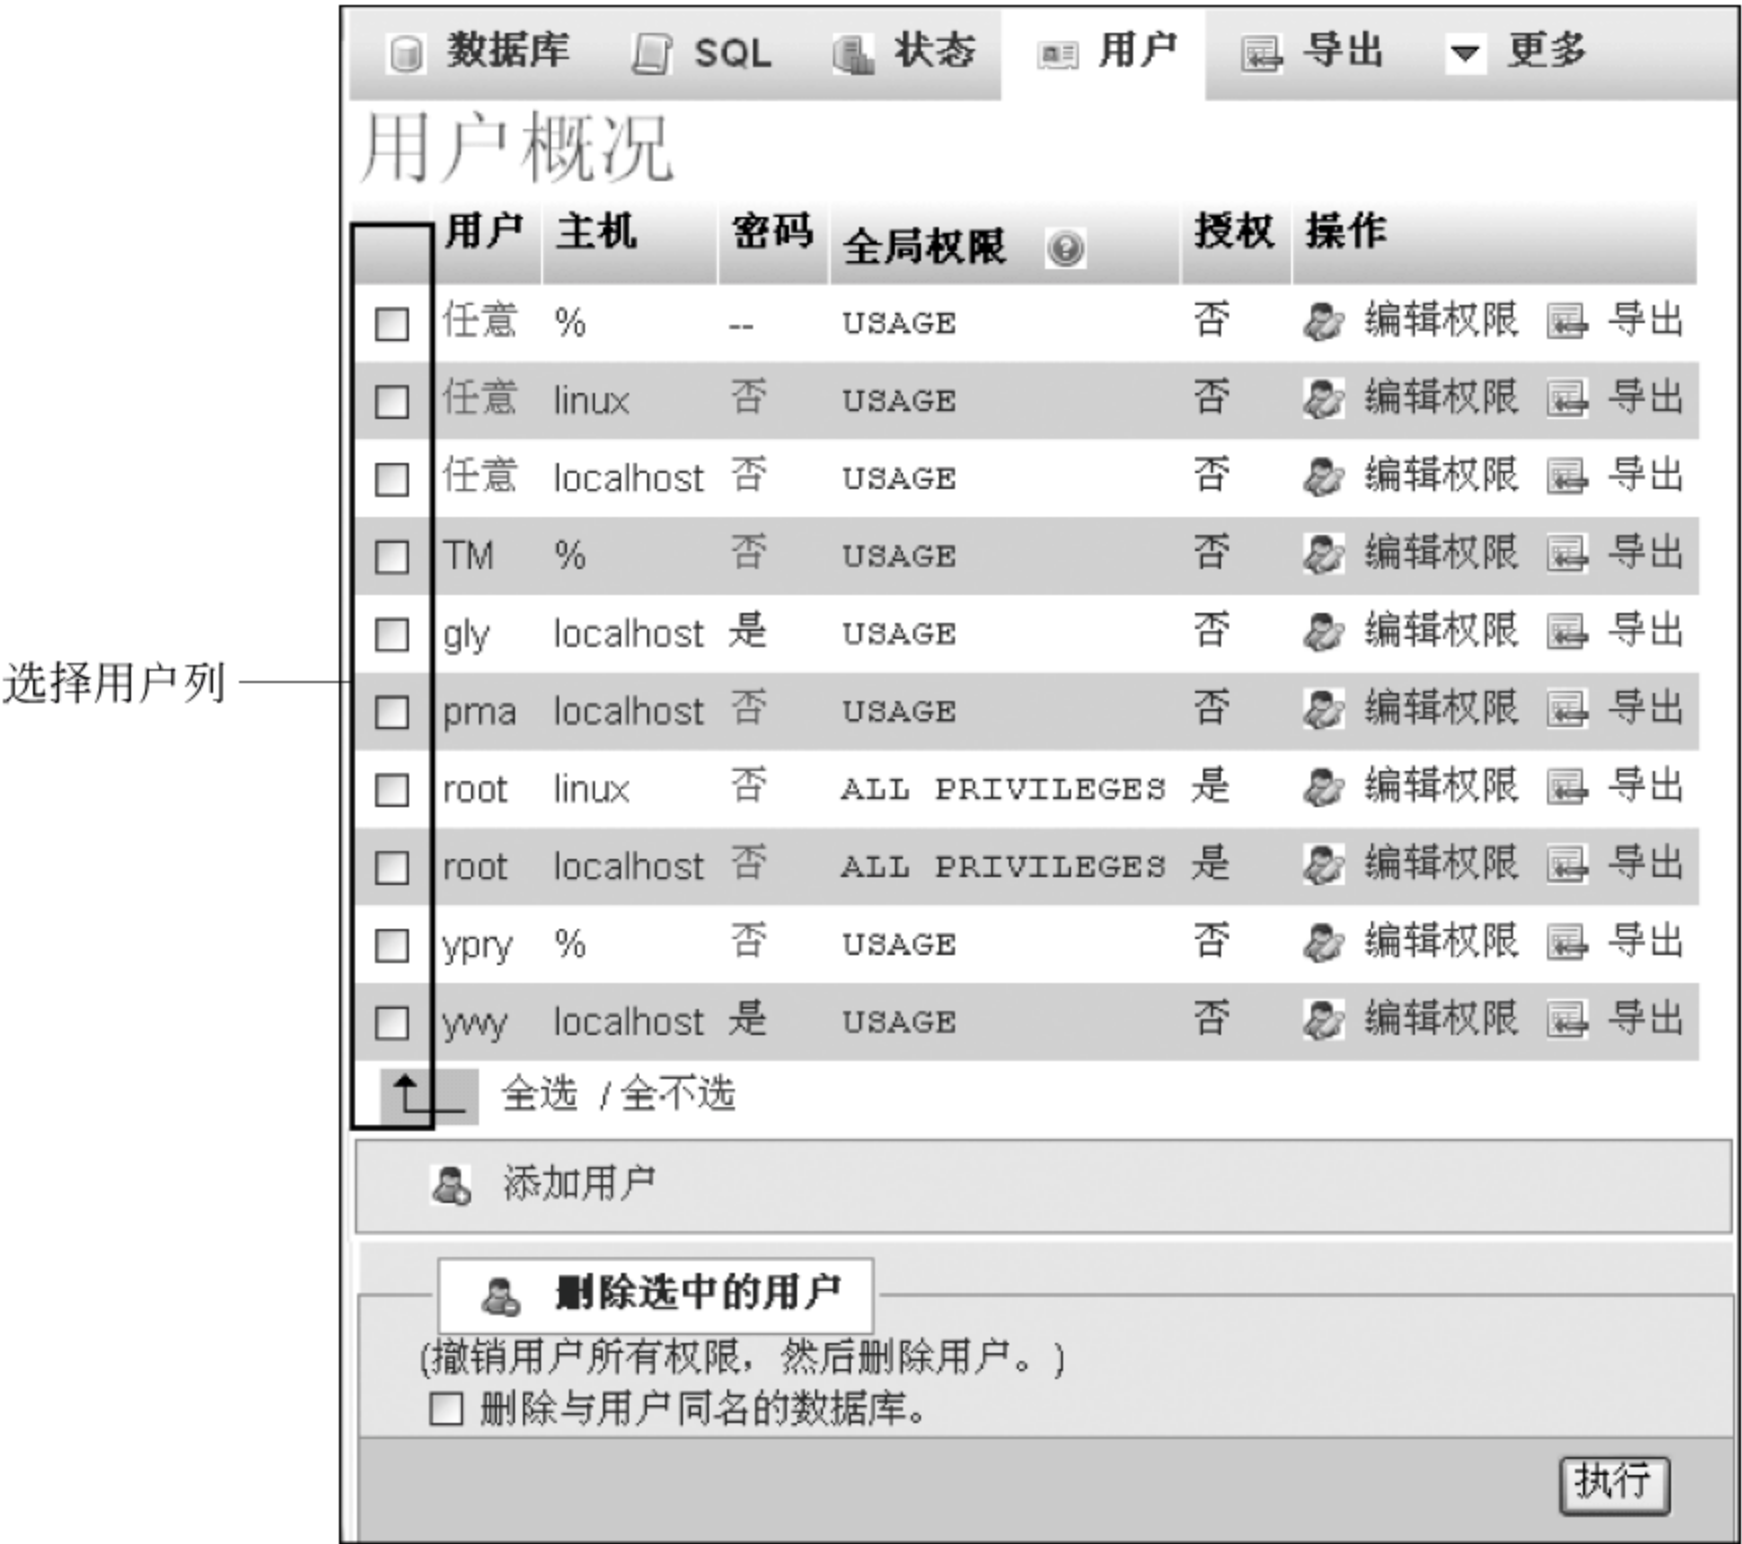 数据库 SQL 状态 用户 导出 更多
用户概况
用户 主机 密码 全局权限 授权 操作
任意 % -- USAGE 否 编辑权限 导出
任意 linux 否 USAGE 否 编辑权限 导出
任意 localhost 否 USAGE 否 编辑权限 导出
TM % 否 USAGE 否 编辑权限 导出
gly localhost 是 USAGE 否 编辑权限 导出
选择用户列
pma localhost 否 USAGE 否 编辑权限 导出
root linux 否 ALL PRIVILEGES 是 编辑权限 导出
root localhost 否 ALL PRIVILEGES 是 编辑权限 导出
ypry % 否 USAGE 否 编辑权限 导出
ywy localhost 是 USAGE 否 编辑权限 导出
全选 / 全不选
添加用户
删除选中的用户
(撤销用户所有权限，然后删除用户。)
删除与用户同名的数据库。
执行